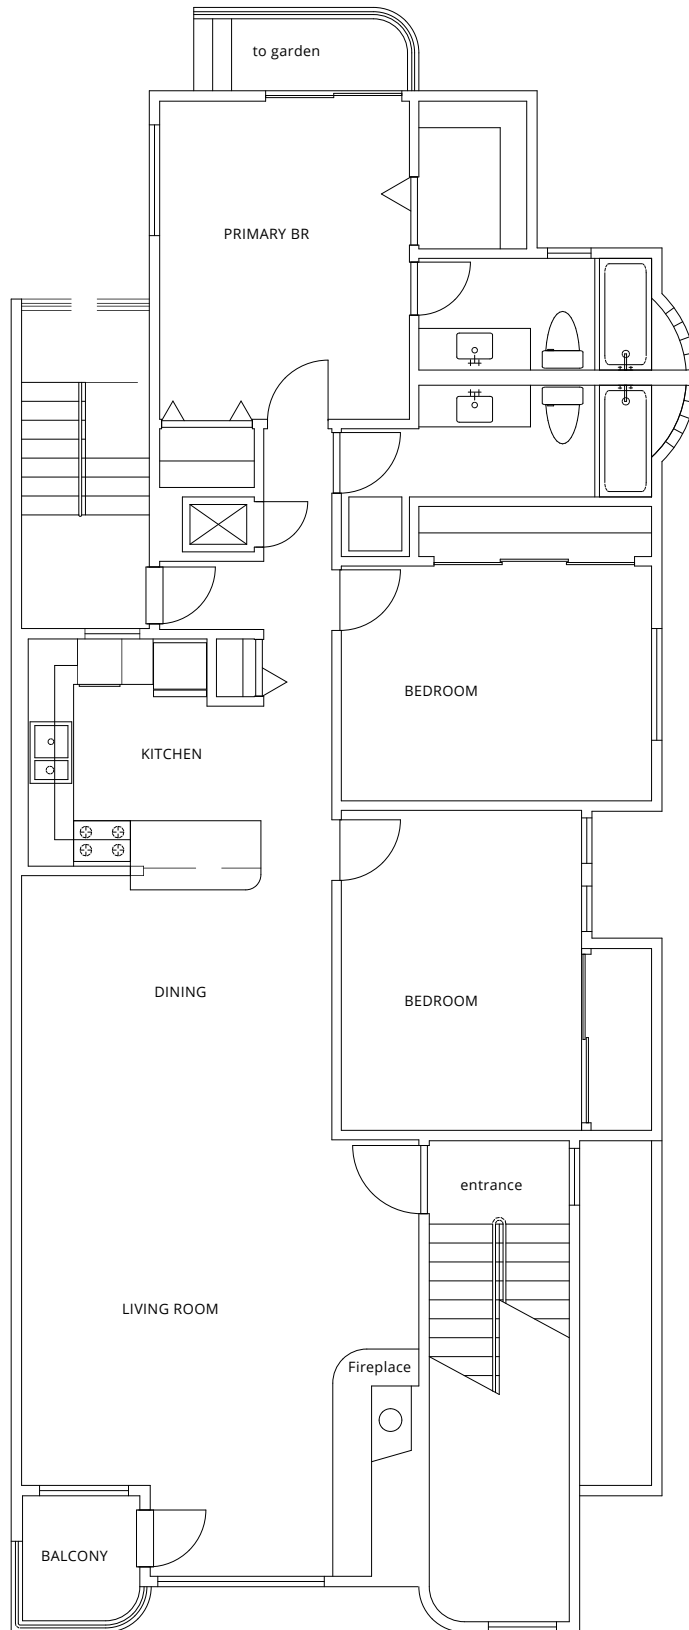 to garden
PRIMARY BR
BEDROOM
KITCHEN
DINING
BEDROOM
entrance
LIVING ROOM
Fireplace
BALCONY